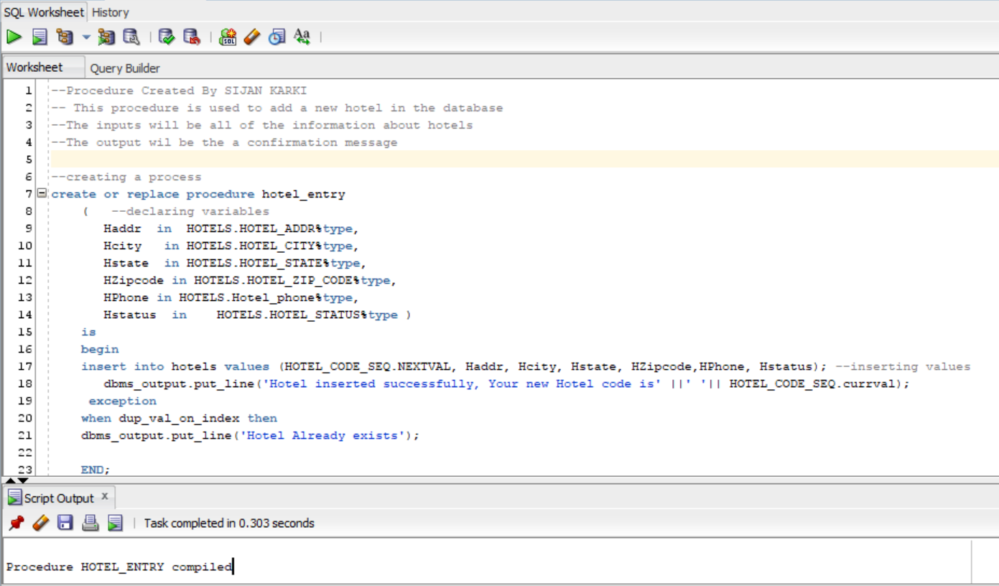 SQL Worksheet History
Worksheet Query Builder
1 --Procedure Created By SIJAN KARKI
2 -- This procedure is used to add a new hotel in the database
3 --The inputs will be all of the information about hotels
4 --The output wil be the a confirmation message
5
6 --creating a process
7 create or replace procedure hotel_entry
8 ( --declaring variables
9 Haddr in HOTELS.HOTEL_ADDR%type,
10 Hcity in HOTELS.HOTEL_CITY%type,
11 Hstate in HOTELS.HOTEL_STATE%type,
12 HZipcode in HOTELS.HOTEL_ZIP_CODE%type,
13 HPhone in HOTELS.Hotel_phone%type,
14 Hstatus in HOTELS.HOTEL_STATUS%type )
15 is
16 begin
17 insert into hotels values (HOTEL_CODE_SEQ.NEXTVAL, Haddr, Hcity, Hstate, HZipcode,HPhone, Hstatus); --inserting values
18 dbms_output.put_line('Hotel inserted successfully, Your new Hotel code is' ||' '|| HOTEL_CODE_SEQ.currval);
19 exception
20 when dup_val_on_index then
21 dbms_output.put_line('Hotel Already exists');
22
23 END;
Script Output x
Task completed in 0.303 seconds
Procedure HOTEL_ENTRY compiled